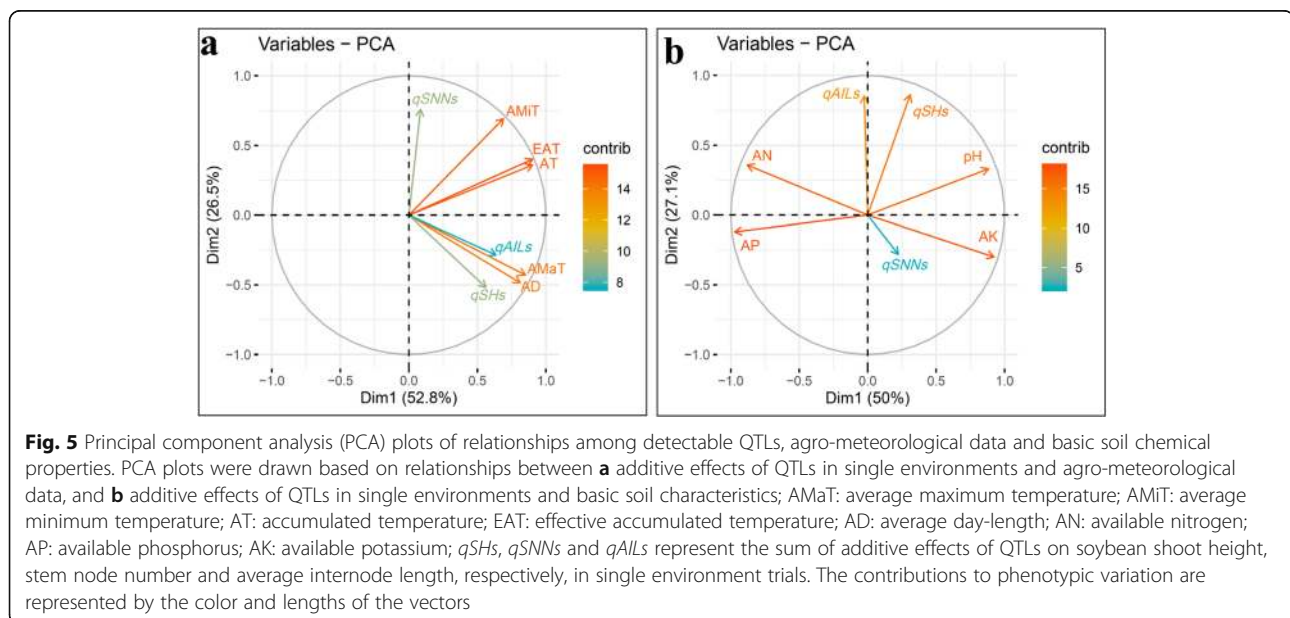 a
Variables − PCA
1.0
0.5
0.0
−0.5
−1.0
Dim2 (26.5%)
qSNNs
AMiT
EAT
AT
qAILs
AMaT
AD
qSHs
−1.0 −0.5 0.0 0.5 1.0
Dim1 (52.8%)
contrib
14
12
10
8
b
Variables − PCA
1.0
0.5
0.0
−0.5
−1.0
Dim2 (27.1%)
qAILs
qSHs
AN
pH
AP
AK
qSNNs
−1.0 −0.5 0.0 0.5 1.0
Dim1 (50%)
contrib
15
10
5
Fig. 5 Principal component analysis (PCA) plots of relationships among detectable QTLs, agro-meteorological data and basic soil chemical
properties. PCA plots were drawn based on relationships between a additive effects of QTLs in single environments and agro-meteorological
data, and b additive effects of QTLs in single environments and basic soil characteristics; AMaT: average maximum temperature; AMiT: average
minimum temperature; AT: accumulated temperature; EAT: effective accumulated temperature; AD: average day-length; AN: available nitrogen;
AP: available phosphorus; AK: available potassium; qSHs, qSNNs and qAILs represent the sum of additive effects of QTLs on soybean shoot height,
stem node number and average internode length, respectively, in single environment trials. The contributions to phenotypic variation are
represented by the color and lengths of the vectors